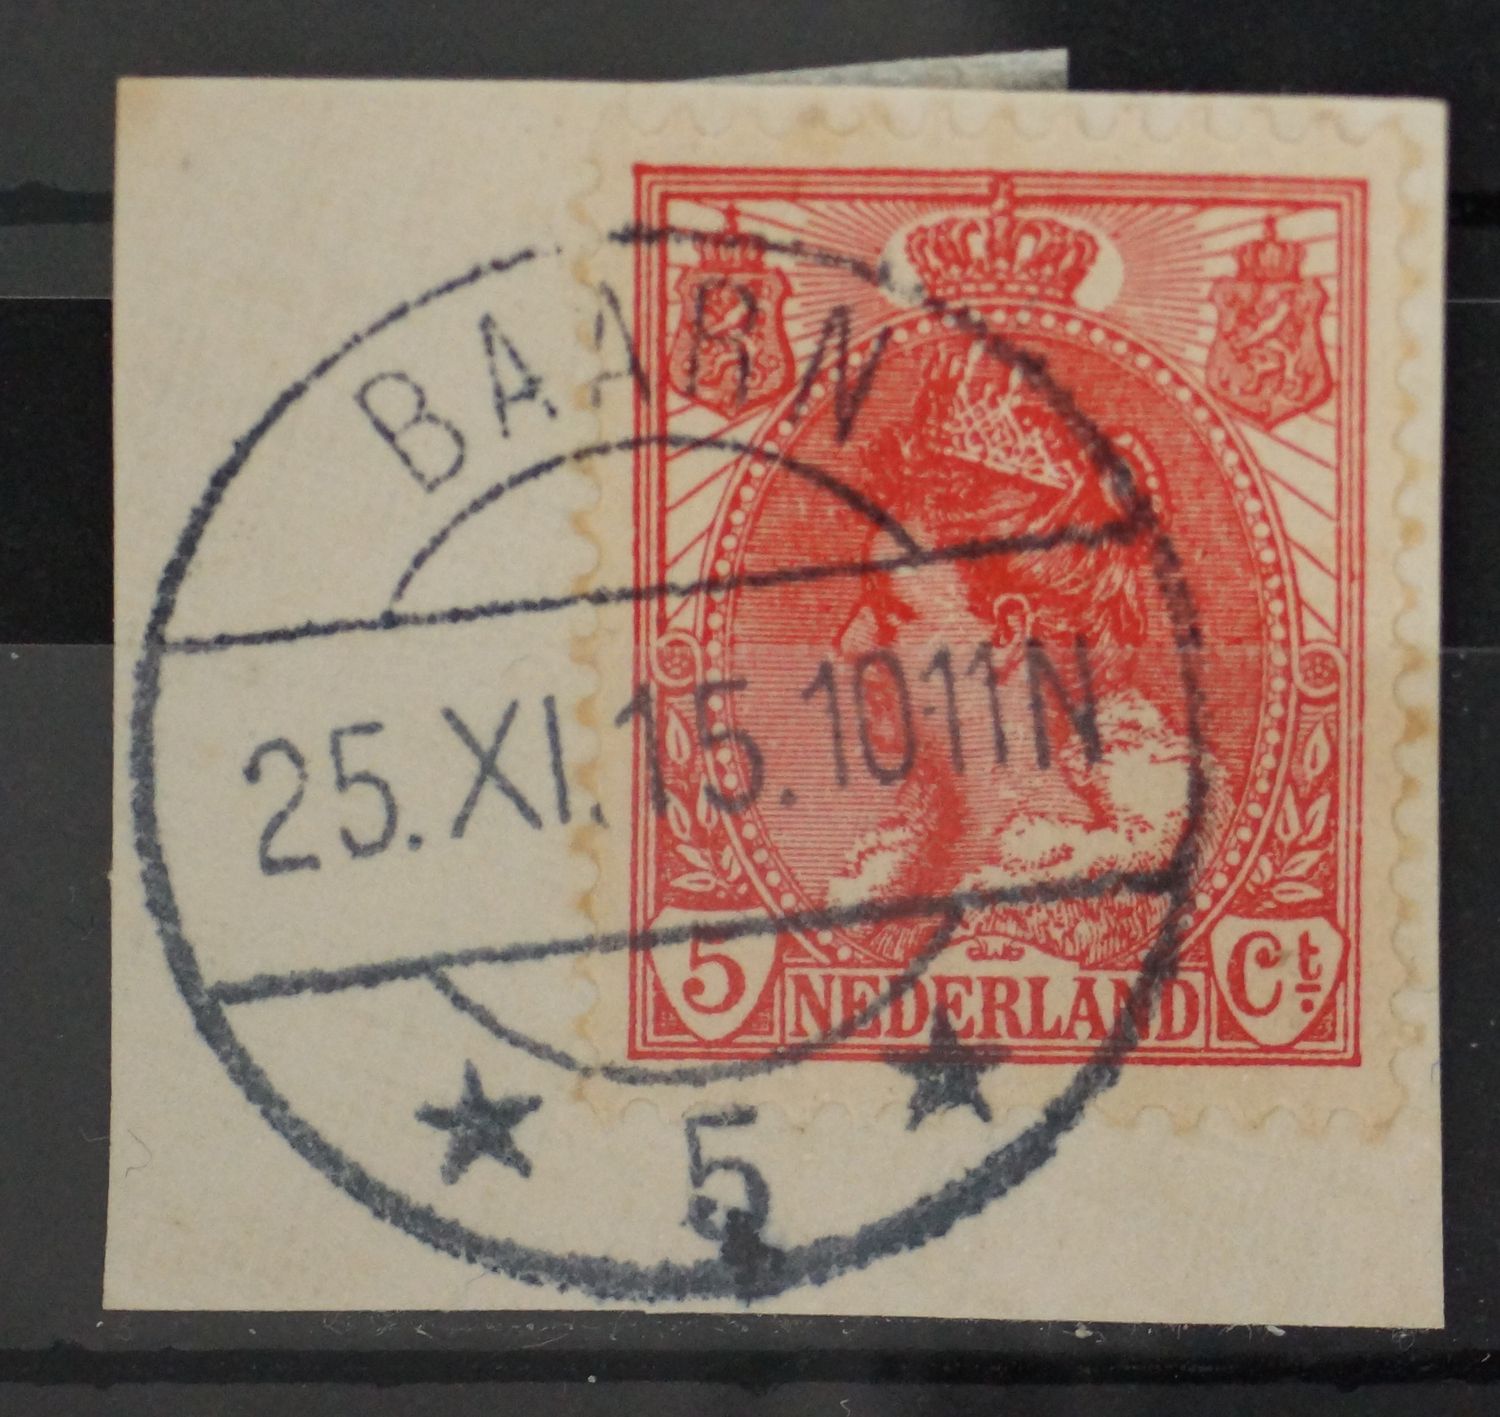 BAARN
25.XI.15.10-11N
5
5 NEDERLAND Ct.